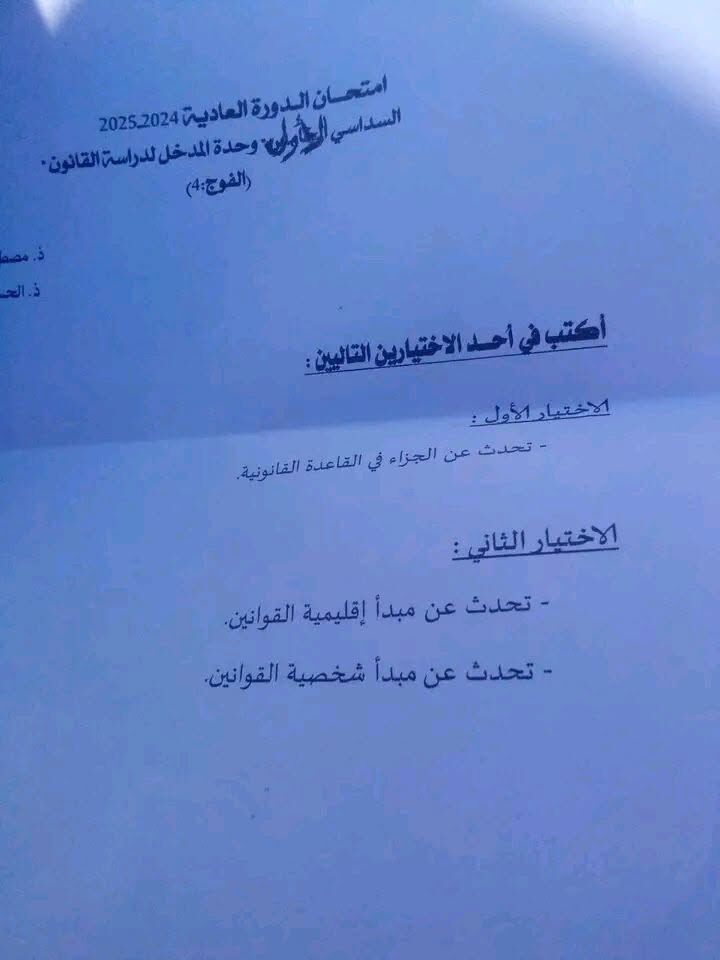 امتحان الدورة العادية 2024-2025
السداسي الأول وحدة المدخل لدراسة القانون
(الفوج:4)
ذ.
ذ.
أكتب في أحد الاختيارين التاليين :
الاختيار الأول :
- تحدث عن الجزاء في القاعدة القانونية.
الاختيار الثاني :
- تحدث عن مبدأ إقليمية القوانين.
- تحدث عن مبدأ شخصية القوانين.